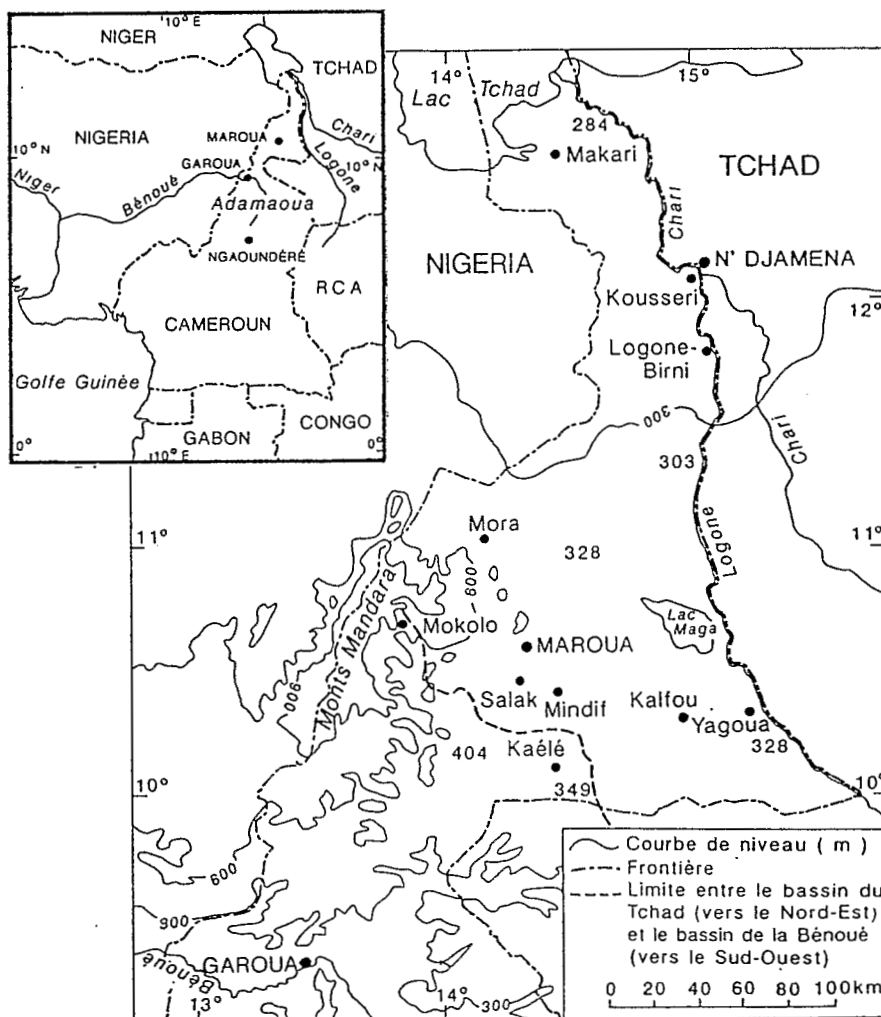 10°E
NIGER
TCHAD
NIGERIA
MAROUA
Chari
10°N
GAROUA
Logone
10°N
Niger
Bénoué
Adamaoua
NGAOUNDÉRÉ
RCA
CAMEROUN
Golfe Guinée
CONGO
GABON
0°
10°E
0°
14°
15°
Lac Tchad
284
Makari
TCHAD
Chari
NIGERIA
N' DJAMENA
Kousseri
12°
Logone-
Birni
300
303
Chari
11°
Mora
328
11°
Logone
600
Monts Mandara
Mokolo
Lac
Maga
MAROUA
900
Salak
Mindif
Kalfou
Yagoua
328
404
Kaélé
10°
349
10°
600
300
Bénoué
GAROUA
13°
14°
300
Courbe de niveau ( m )
Frontière
Limite entre le bassin du
Tchad (vers le Nord-Est)
et le bassin de la Bénoué
(vers le Sud-Ouest)
0 20 40 60 80 100km